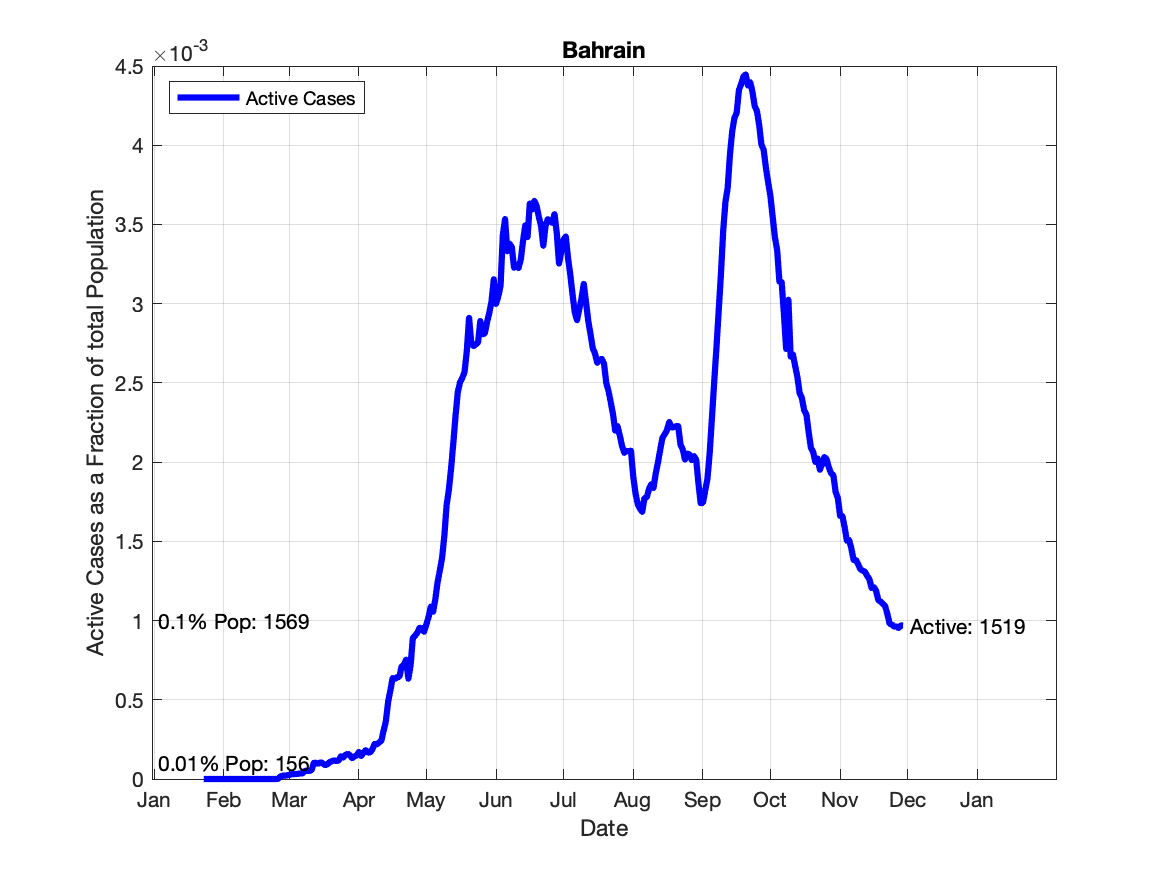 Bahrain
×10-3
Active Cases
4.5
4
3.5
3
2.5
2
1.5
1
0.5
0
Active Cases as a Fraction of total Population
0.1% Pop: 1569
Active: 1519
0.01% Pop: 156
Jan Feb Mar Apr May Jun Jul Aug Sep Oct Nov Dec Jan
Date